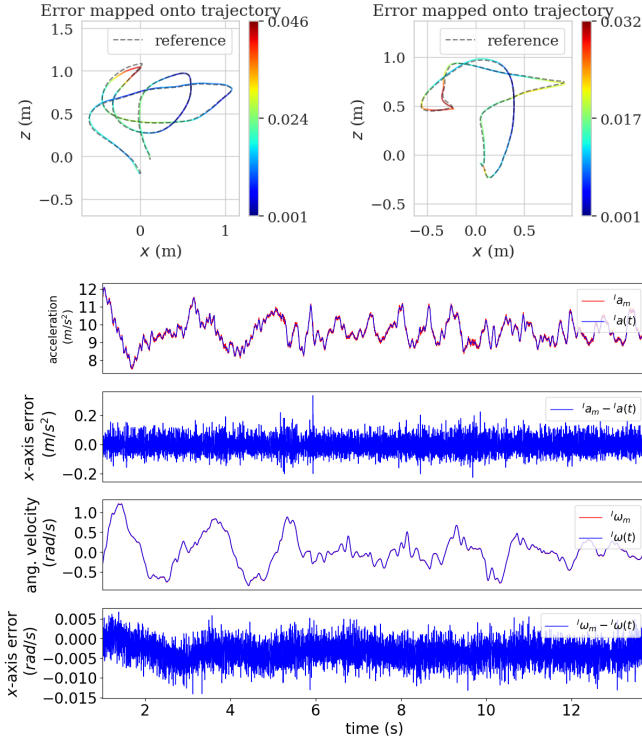 Error mapped onto trajectory
reference
z (m)
1.5
1.0
0.5
0.0
−0.5
0
1
x (m)
0.046
0.024
0.001
Error mapped onto trajectory
reference
z (m)
1.0
0.5
0.0
−0.5
−0.5
0.0
0.5
x (m)
0.032
0.017
0.001
acceleration
(m/s²)
12
11
10
9
8
ᴵaₘ
ᴵa(t)
x-axis error
(m/s²)
0.2
0.0
−0.2
ᴵaₘ − ᴵa(t)
ang. velocity
(rad/s)
1.0
0.5
0.0
−0.5
ᴵωₘ
ᴵω(t)
x-axis error
(rad/s)
0.005
0.000
−0.005
−0.010
−0.015
ᴵωₘ − ᴵω(t)
2
4
6
8
10
12
time (s)